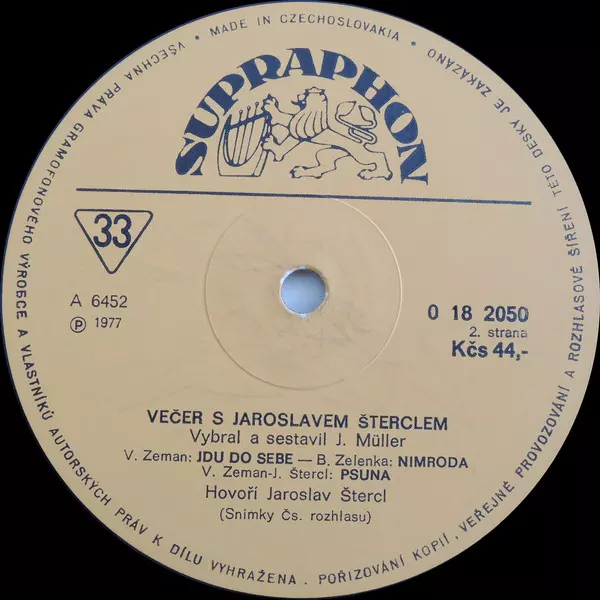 VŠECHNA PRÁVA GRAMOFONOVÉHO VÝROBCE A VLASTNÍKŮ AUTORSKÝCH PRÁV K DÍLU VYHRAŽENA. POŘIZOVÁNÍ KOPIÍ, VEŘEJNÉ PROVOZOVÁNÍ A ROZHLASOVÉ ŠÍŘENÍ TÉTO DESKY JE ZAKÁZÁNO
• MADE IN CZECHOSLOVAKIA •
SUPRAPHON
33
A 6452
Ⓟ 1977
0 18 2050
2. strana
Kčs 44,-
VEČER S JAROSLAVEM ŠTERCLEM
Vybral a sestavil J. Müller
V. Zeman: JDU DO SEBE — B. Zelenka: NIMRODA
V. Zeman-J. Štercl: PSUNA
Hovoří Jaroslav Štercl
(Snímky Čs. rozhlasu)